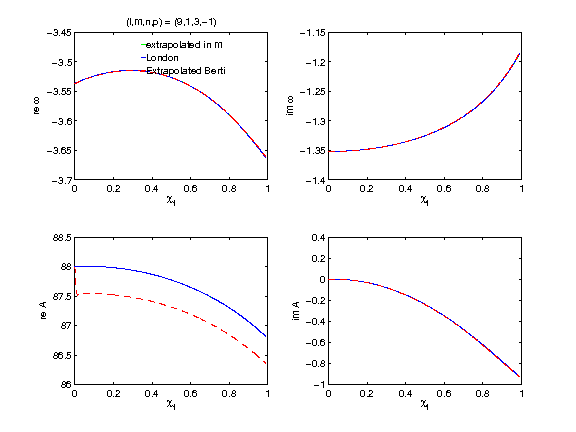 (l,m,n,p) = (9,1,3,−1)
−3.45
−3.5
−3.55
−3.6
−3.65
−3.7
re ω
extrapolated in M
London
Extrapolated Berti
0 0.2 0.4 0.6 0.8 1
χf
−1.15
−1.2
−1.25
−1.3
−1.35
−1.4
iM ω
0 0.2 0.4 0.6 0.8 1
χf
88.5
88
87.5
87
86.5
86
re A
0 0.2 0.4 0.6 0.8 1
χf
0.4
0.2
0
−0.2
−0.4
−0.6
−0.8
−1
im A
0 0.2 0.4 0.6 0.8 1
χf